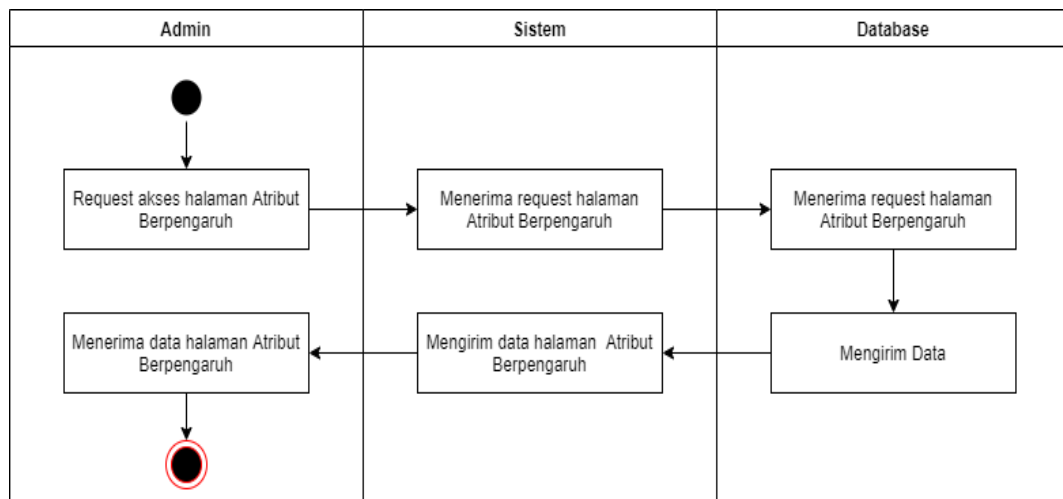 Admin
Sistem
Database
Request akses halaman Atribut
Berpengaruh
Menerima request halaman
Atribut Berpengaruh
Menerima request halaman
Atribut Berpengaruh
Menerima data halaman Atribut
Berpengaruh
Mengirim data halaman Atribut
Berpengaruh
Mengirim Data